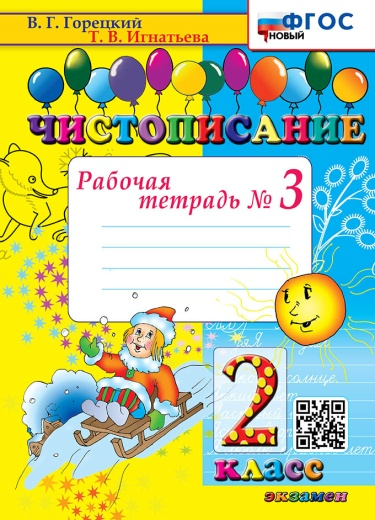 В. Г. Горецкий
Т. В. Игнатьева
ФГОС
НОВЫЙ
ЧИСТОПИСАНИЕ
Рабочая
тетрадь № 3
2
класс
экзамен